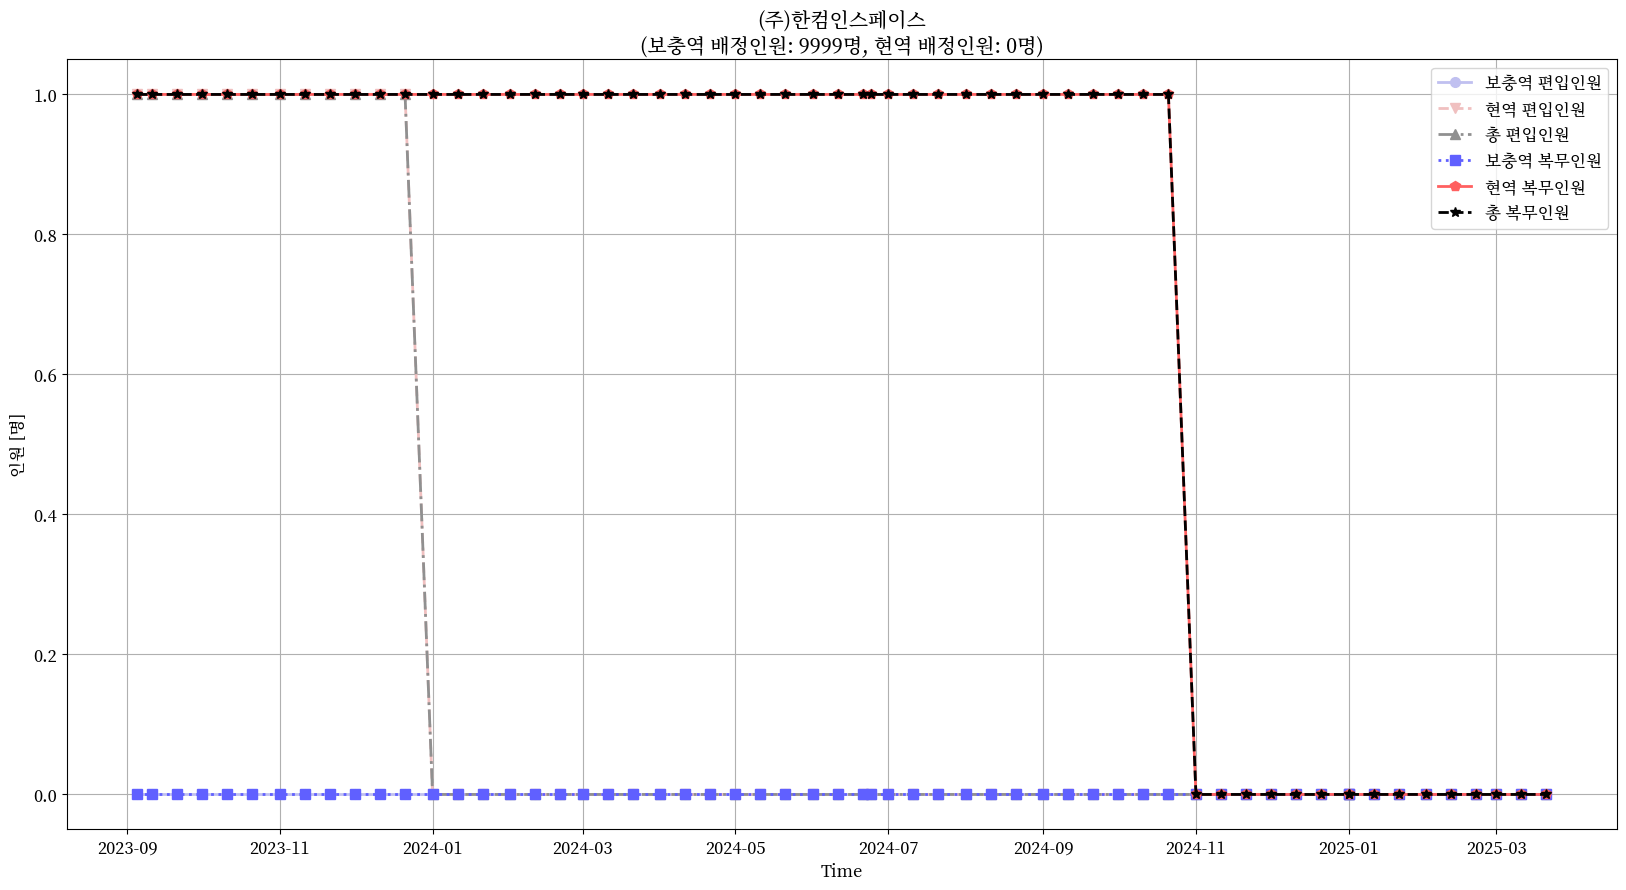 (주)한컴인스페이스
(보충역 배정인원: 9999명, 현역 배정인원: 0명)
보충역 편입인원
현역 편입인원
총 편입인원
보충역 복무인원
현역 복무인원
총 복무인원
1.0
0.8
0.6
0.4
0.2
0.0
인원 [명]
2023-09
2023-11
2024-01
2024-03
2024-05
2024-07
2024-09
2024-11
2025-01
2025-03
Time